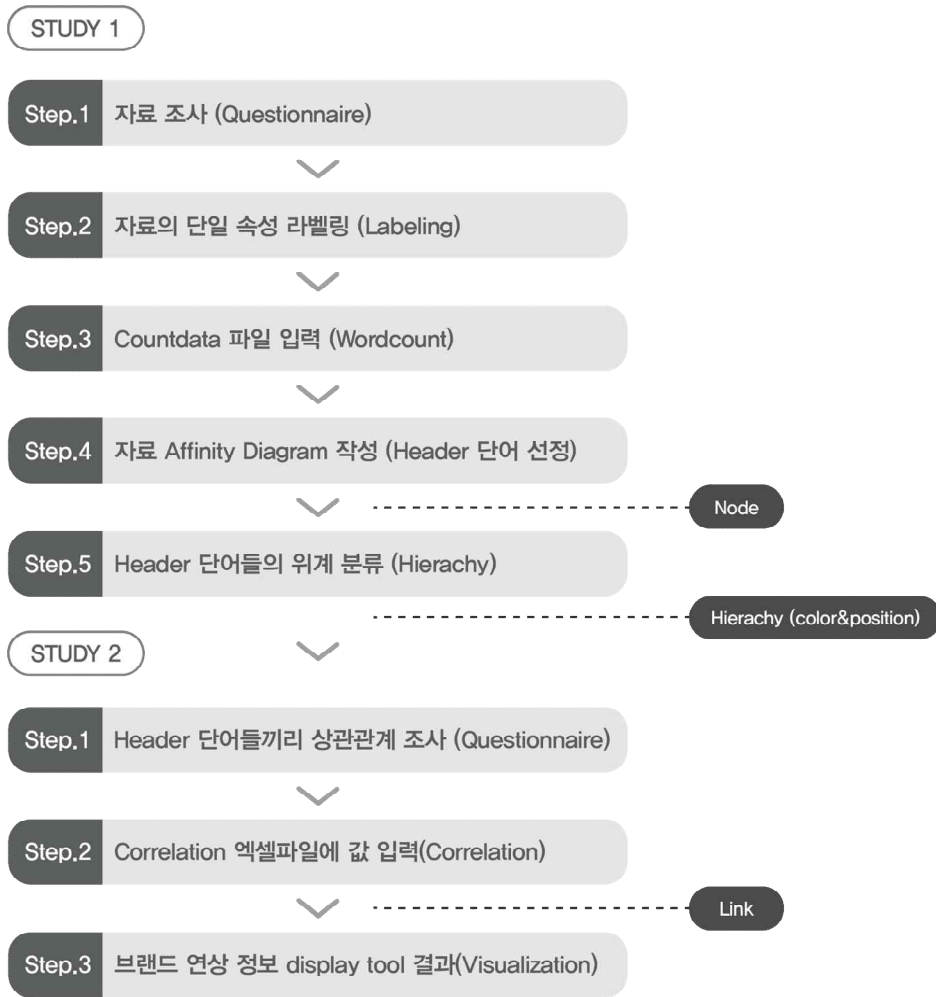 STUDY 1
Step.1 자료 조사 (Questionnaire)
Step.2 자료의 단일 속성 라벨링 (Labeling)
Step.3 Countdata 파일 입력 (Wordcount)
Step.4 자료 Affinity Diagram 작성 (Header 단어 선정)
Node
Step.5 Header 단어들의 위계 분류 (Hierachy)
Hierachy (color&position)
STUDY 2
Step.1 Header 단어들끼리 상관관계 조사 (Questionnaire)
Step.2 Correlation 엑셀파일에 값 입력(Correlation)
Link
Step.3 브랜드 연상 정보 display tool 결과(Visualization)